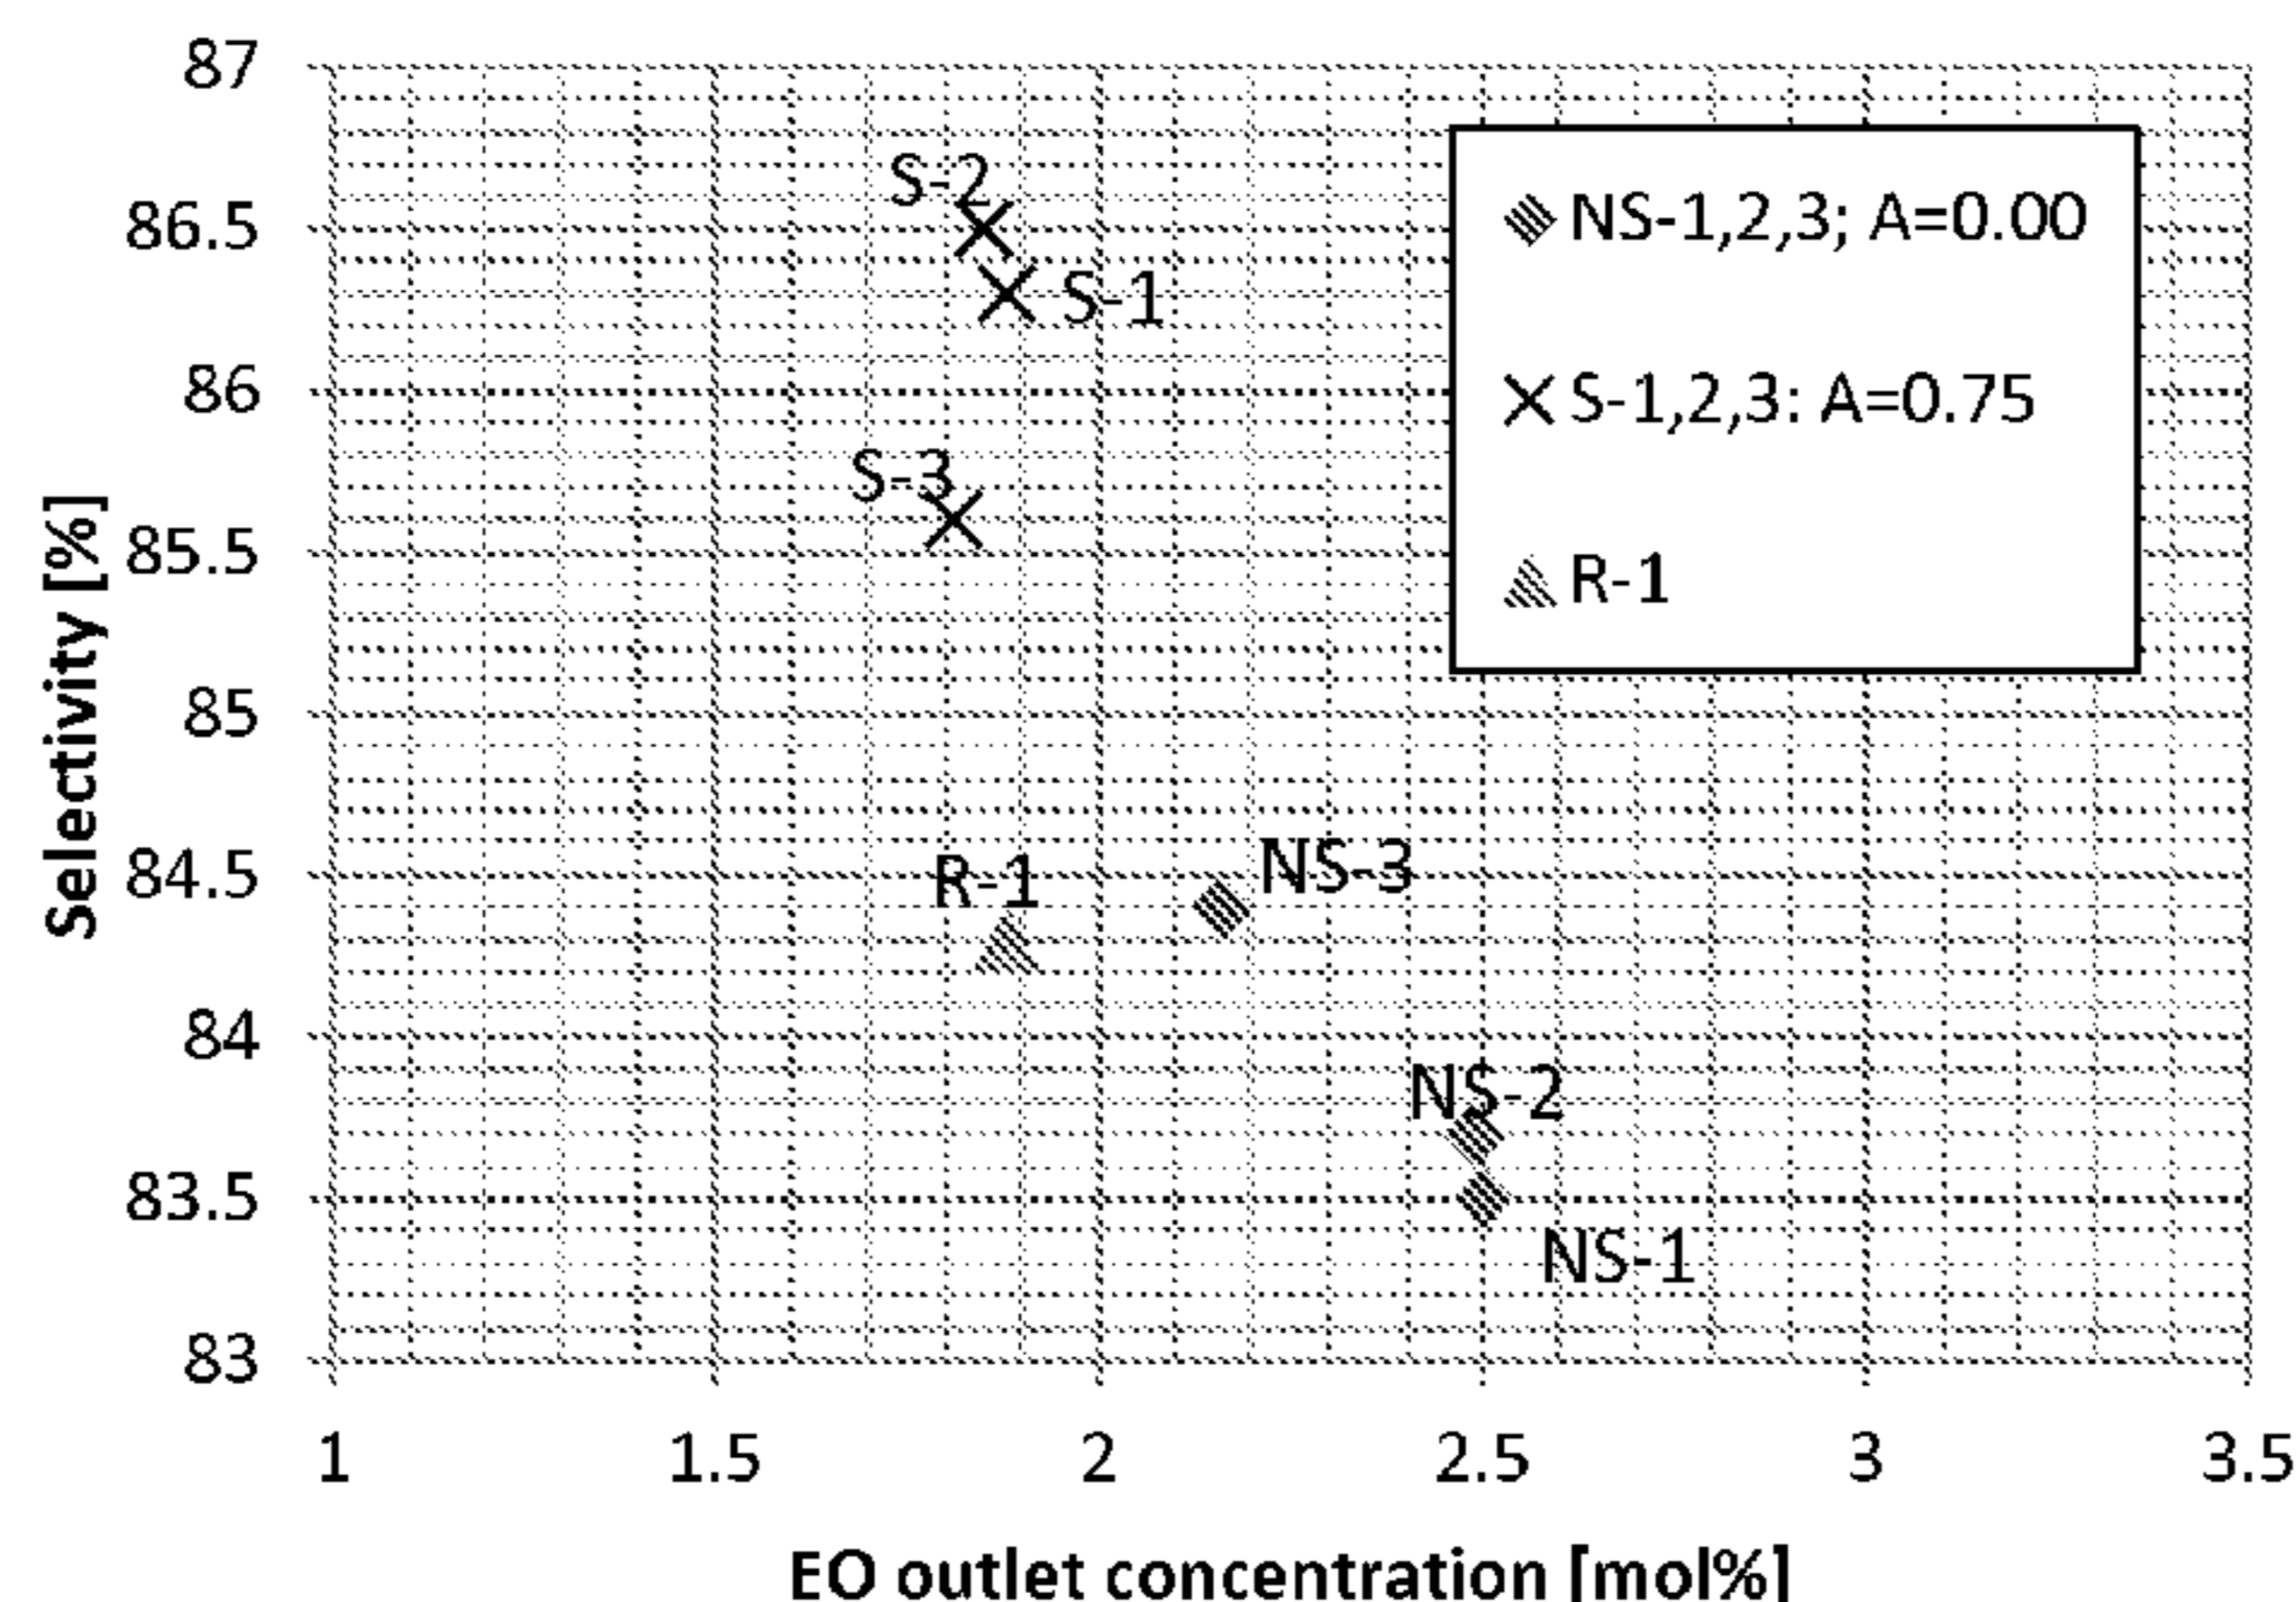 87
86.5
86
85.5
85
84.5
84
83.5
83
Selectivity [%]
S-2
S-1
S-3
R-1
NS-3
NS-2
NS-1
NS-1,2,3; A=0.00
S-1,2,3: A=0.75
R-1
1 1.5 2 2.5 3 3.5
EO outlet concentration [mol%]